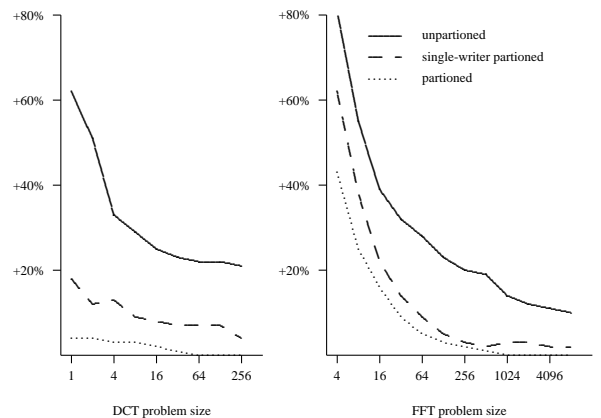 +80%
+60%
+40%
+20%
1 4 16 64 256
DCT problem size
+80%
+60%
+40%
+20%
unpartioned
single-writer partioned
partioned
4 16 64 256 1024 4096
FFT problem size